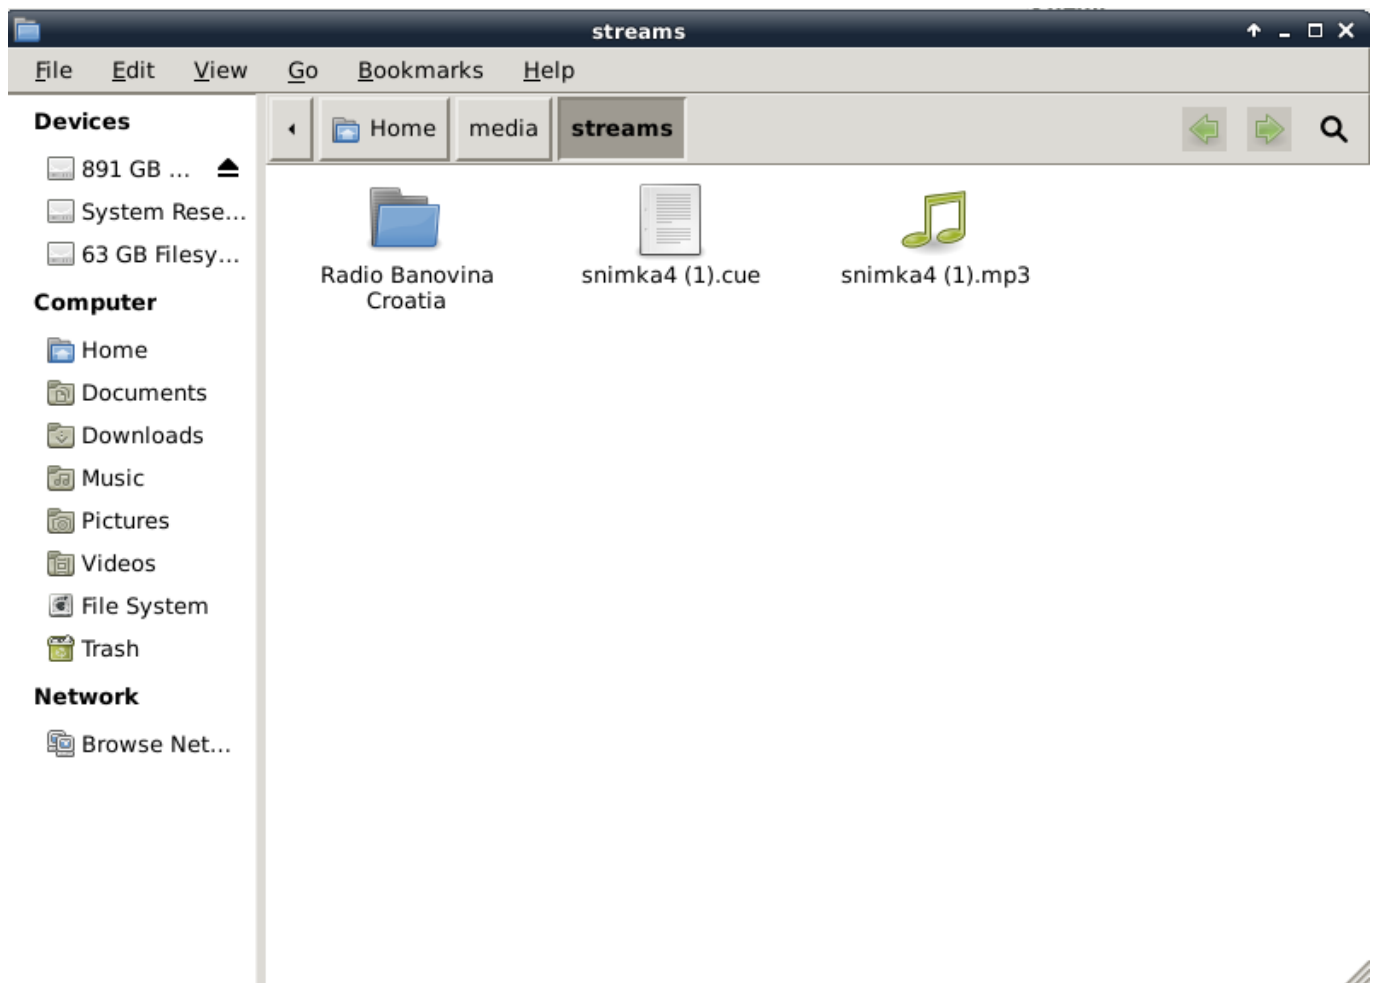 streams
File Edit View Go Bookmarks Help
Devices
891 GB ...
System Rese...
63 GB Filesy...
Computer
Home
Documents
Downloads
Music
Pictures
Videos
File System
Trash
Network
Browse Net...
Home media streams
Radio Banovina
Croatia
snimka4 (1).cue
snimka4 (1).mp3